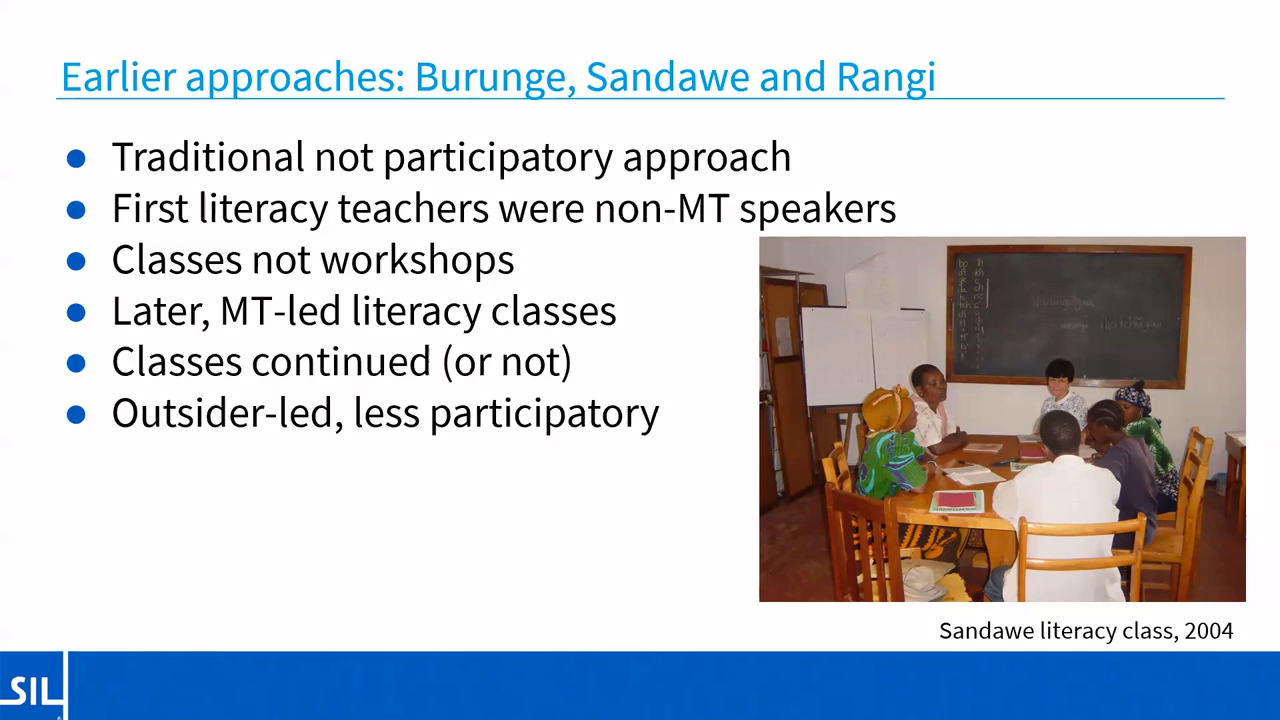 Earlier approaches: Burunge, Sandawe and Rangi
● Traditional not participatory approach
● First literacy teachers were non-MT speakers
● Classes not workshops
● Later, MT-led literacy classes
● Classes continued (or not)
● Outsider-led, less participatory
Sandawe literacy class, 2004
SIL